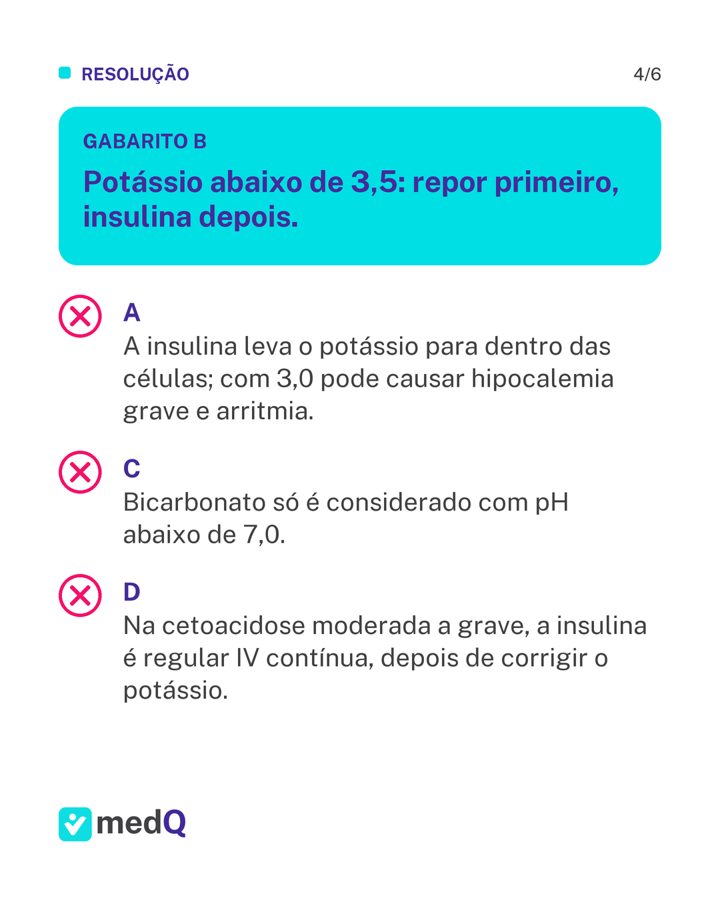 RESOLUÇÃO
4/6
GABARITO B
Potássio abaixo de 3,5: repor primeiro,
insulina depois.
A
A insulina leva o potássio para dentro das
células; com 3,0 pode causar hipocalemia
grave e arritmia.
C
Bicarbonato só é considerado com pH
abaixo de 7,0.
D
Na cetoacidose moderada a grave, a insulina
é regular IV contínua, depois de corrigir o
potássio.
medQ